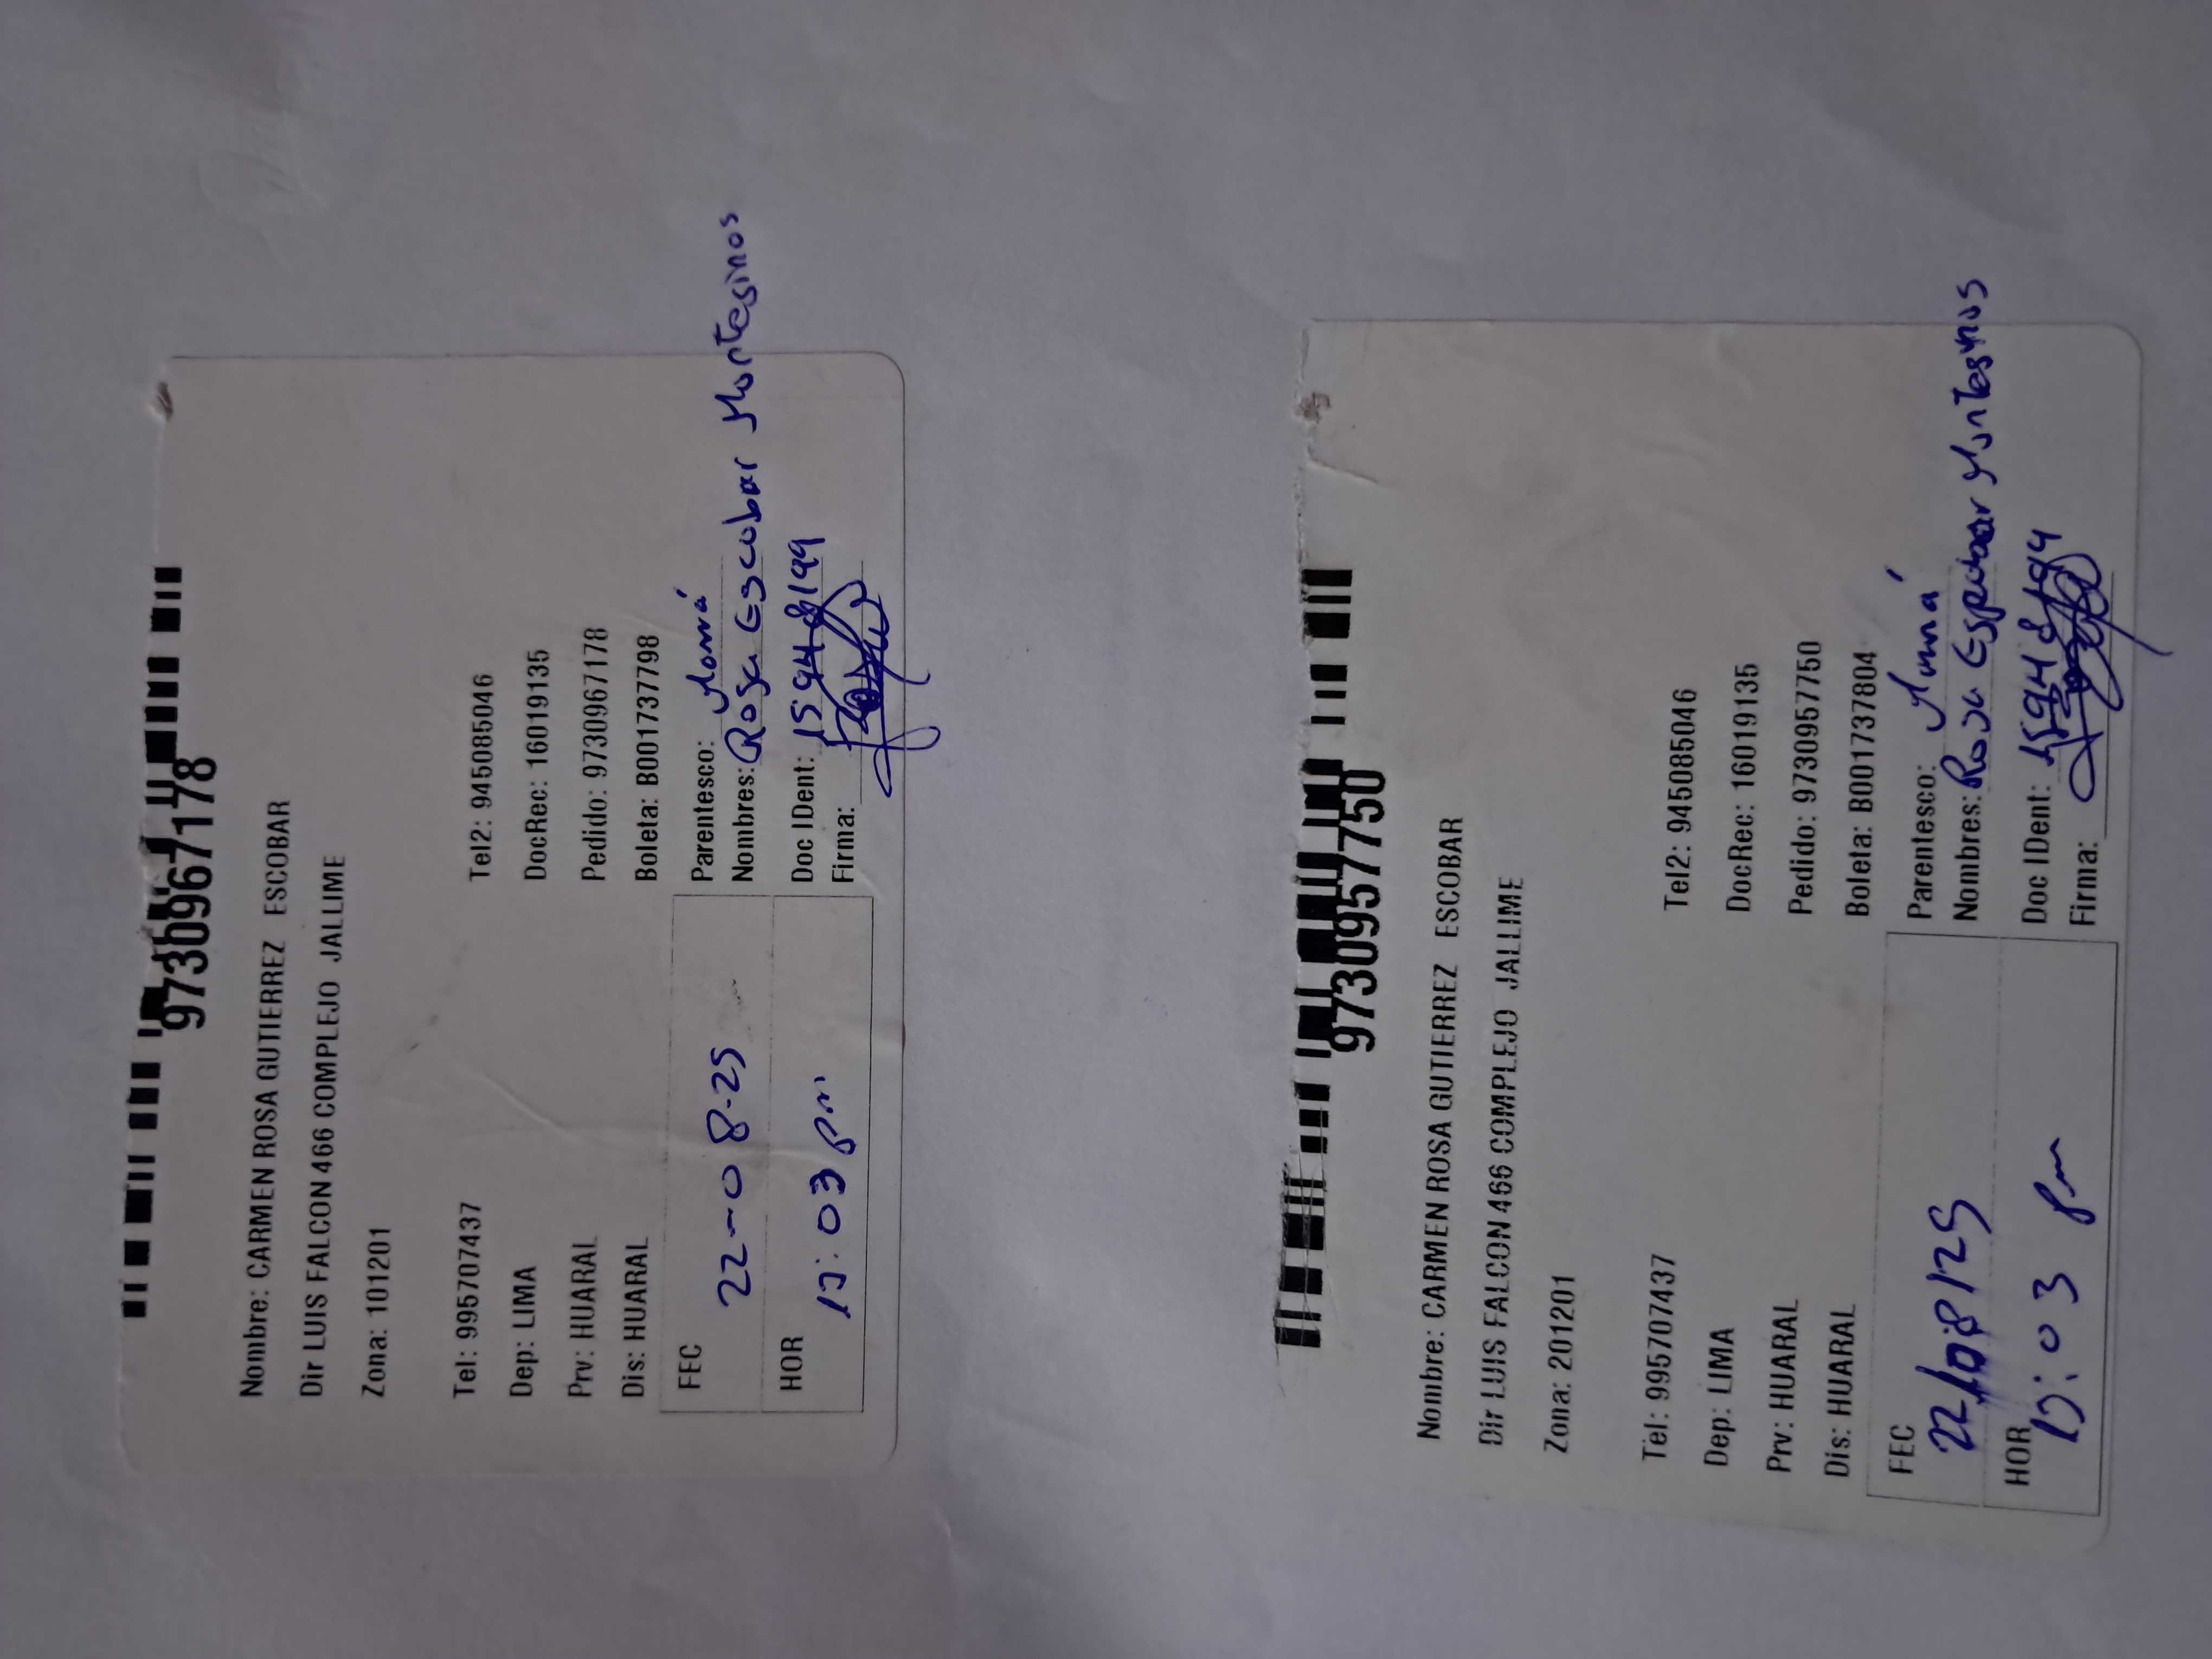 9730967178
Nombre: CARMEN ROSA GUTIERREZ ESCOBAR
Dir LUIS FALCON 466 COMPLEJO JALLIME
Zona: 101201
Tel: 995707437 Tel2: 945085046
Dep: LIMA DocRec: 16019135
Prv: HUARAL Pedido: 9730967178
Dis: HUARAL Boleta: B001737798
FEC 22-08-25 Parentesco: Mamá
Nombres: Rosa Escobar Montesinos
HOR :03 pm Doc IDent: 15948199
Firma:
9730957750
Nombre: CARMEN ROSA GUTIERREZ ESCOBAR
Dir LUIS FALCON 466 COMPLEJO JALLIME
Zona: 201201
Tel: 995707437 Tel2: 945085046
Dep: LIMA DocRec: 16019135
Prv: HUARAL Pedido: 9730957750
Dis: HUARAL Boleta: B001737804
FEC 22/08/25 Parentesco: Mamá
Nombres: Rosa Montesinos
HOR :03 pm Doc IDent:
Firma: